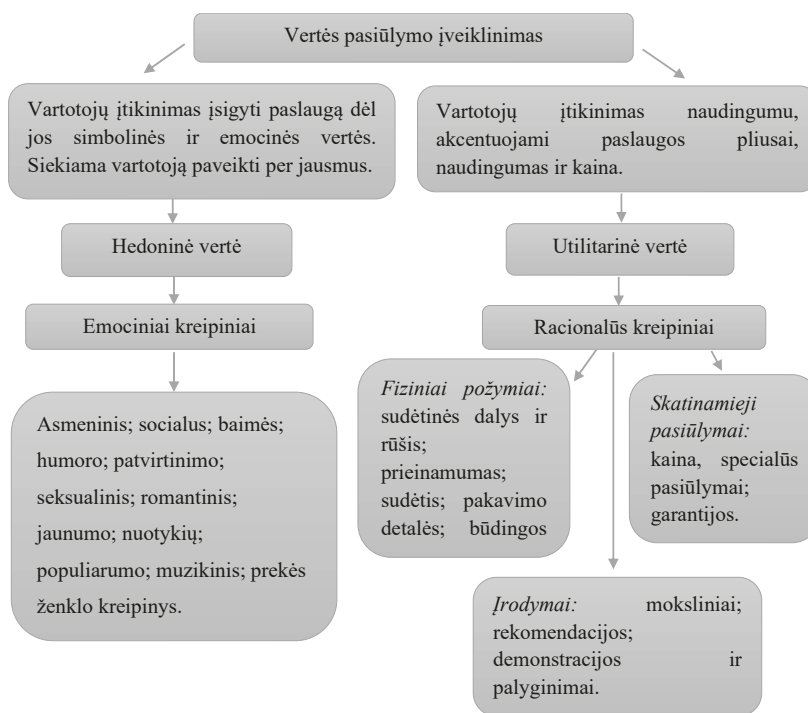 Vertės pasiūlymo įveiklinimas
Vartotojų įtikinimas įsigyti paslaugą dėl
jos simbolinės ir emocinės vertės.
Siekiama vartotoją paveikti per jausmus.
Vartotojų įtikinimas naudingumu,
akcentuojami paslaugos pliusai,
naudingumas ir kaina.
Hedoninė vertė
Utilitarinė vertė
Emociniai kreipiniai
Racionalūs kreipiniai
Asmeninis; socialus; baimės;
humoro; patvirtinimo;
seksualinis; romantinis;
jaunumo; nuotykių;
populiarumo; muzikinis; prekės
ženklo kreipinys.
Fiziniai požymiai:
sudėtinės dalys ir
rūšis;
prieinamumas;
sudėtis; pakavimo
detalės; būdingos
Skatinamieji
pasiūlymai:
kaina, specialūs
pasiūlymai;
garantijos.
Įrodymai: moksliniai;
rekomendacijos;
demonstracijos ir
palyginimai.